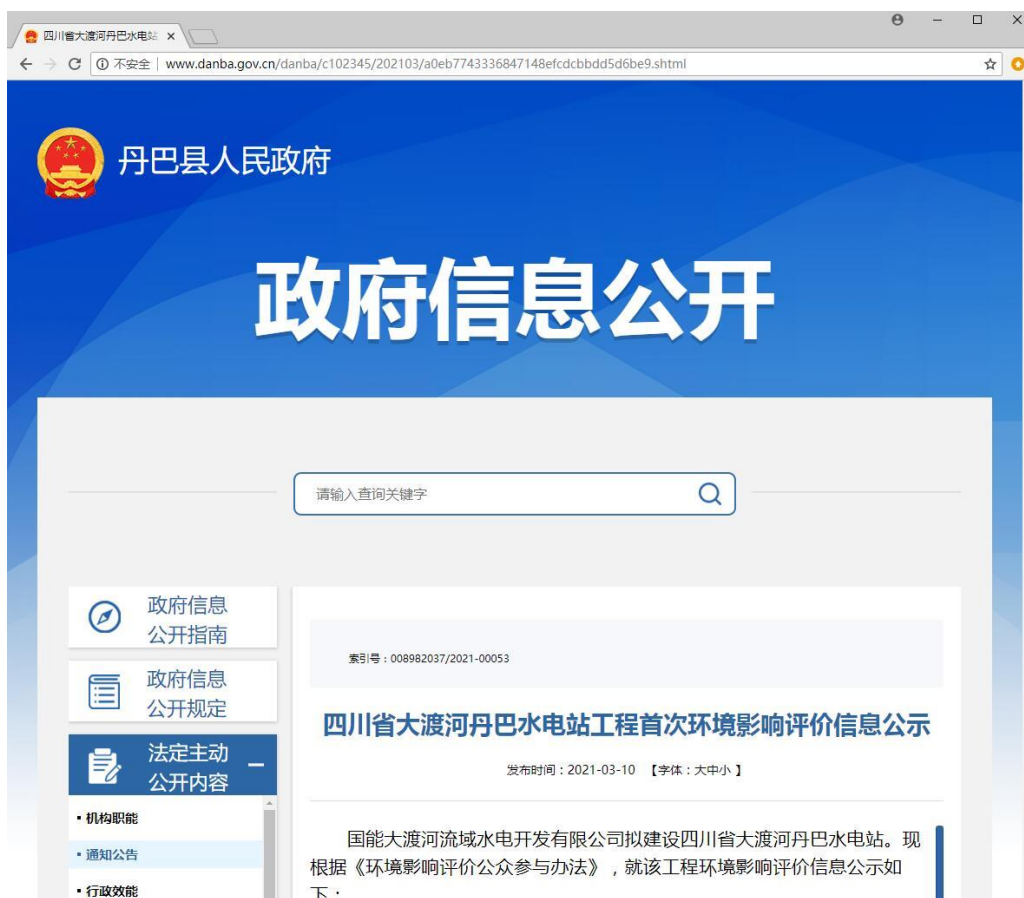 四川省大渡河丹巴水电站
不安全 | www.danba.gov.cn/danba/c102345/202103/a0eb7743336847148efcdcbbdd5d6be9.shtml
丹巴县人民政府
政府信息公开
请输入查询关键字
政府信息
公开指南
政府信息
公开规定
法定主动
公开内容
机构职能
通知公告
行政效能
索引号：008982037/2021-00053
四川省大渡河丹巴水电站工程首次环境影响评价信息公示
发布时间：2021-03-10 【字体：大中小 】
国能大渡河流域水电开发有限公司拟建设四川省大渡河丹巴水电站。现
根据《环境影响评价公众参与办法》，就该工程环境影响评价信息公示如
下：